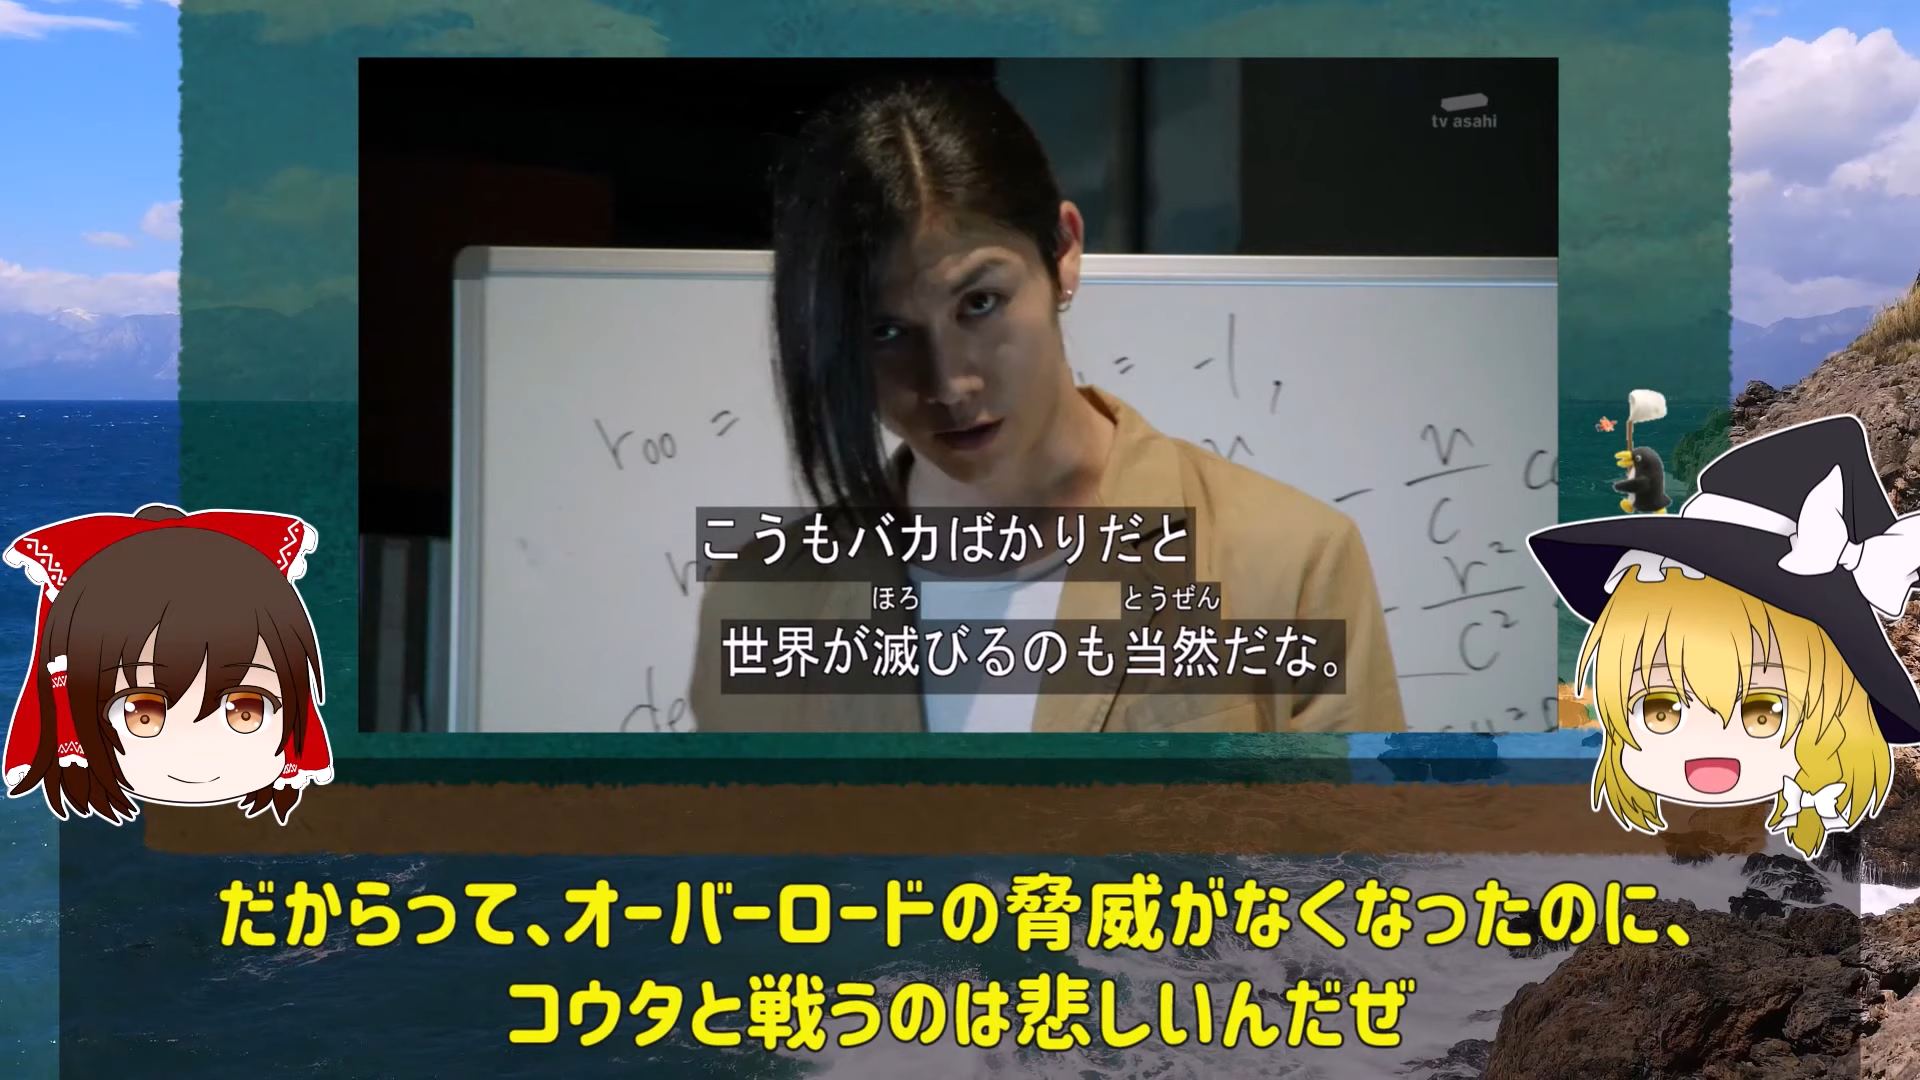 tv asahi
r₀₀ =
= -1,
こうもバカばかりだと
ほろ とうぜん
世界が滅びるのも当然だな。
だからって、オーバーロードの脅威がなくなったのに、
コウタと戦うのは悲しいんだぜ